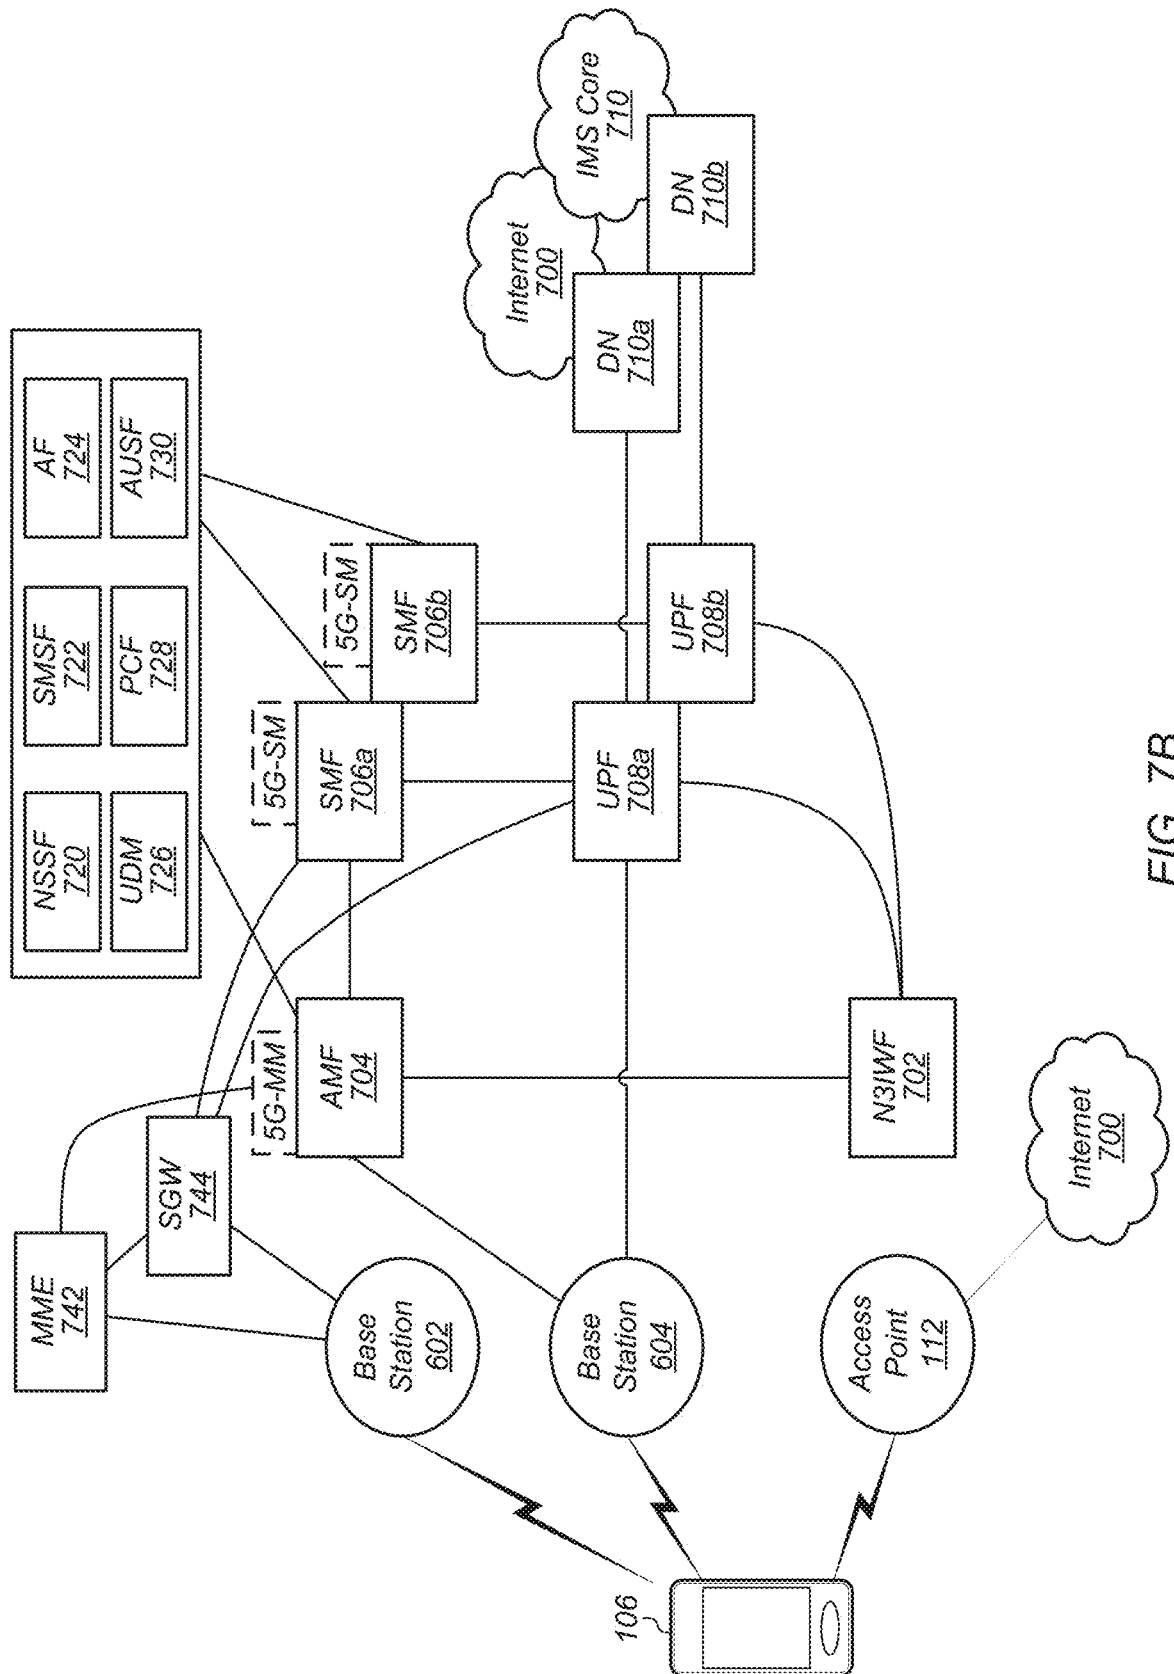 MME
742
SGW
744
NSSF
720
SMSF
722
AF
724
UDM
726
PCF
728
AUSF
730
Base
Station
602
5G-MM
AMF
704
5G-SM
SMF
706a
5G-SM
SMF
706b
Internet
700
IMS Core
710
106
Base
Station
604
UPF
708a
UPF
708b
DN
710a
DN
710b
Access
Point
112
N3IWF
702
Internet
700
FIG. 7B